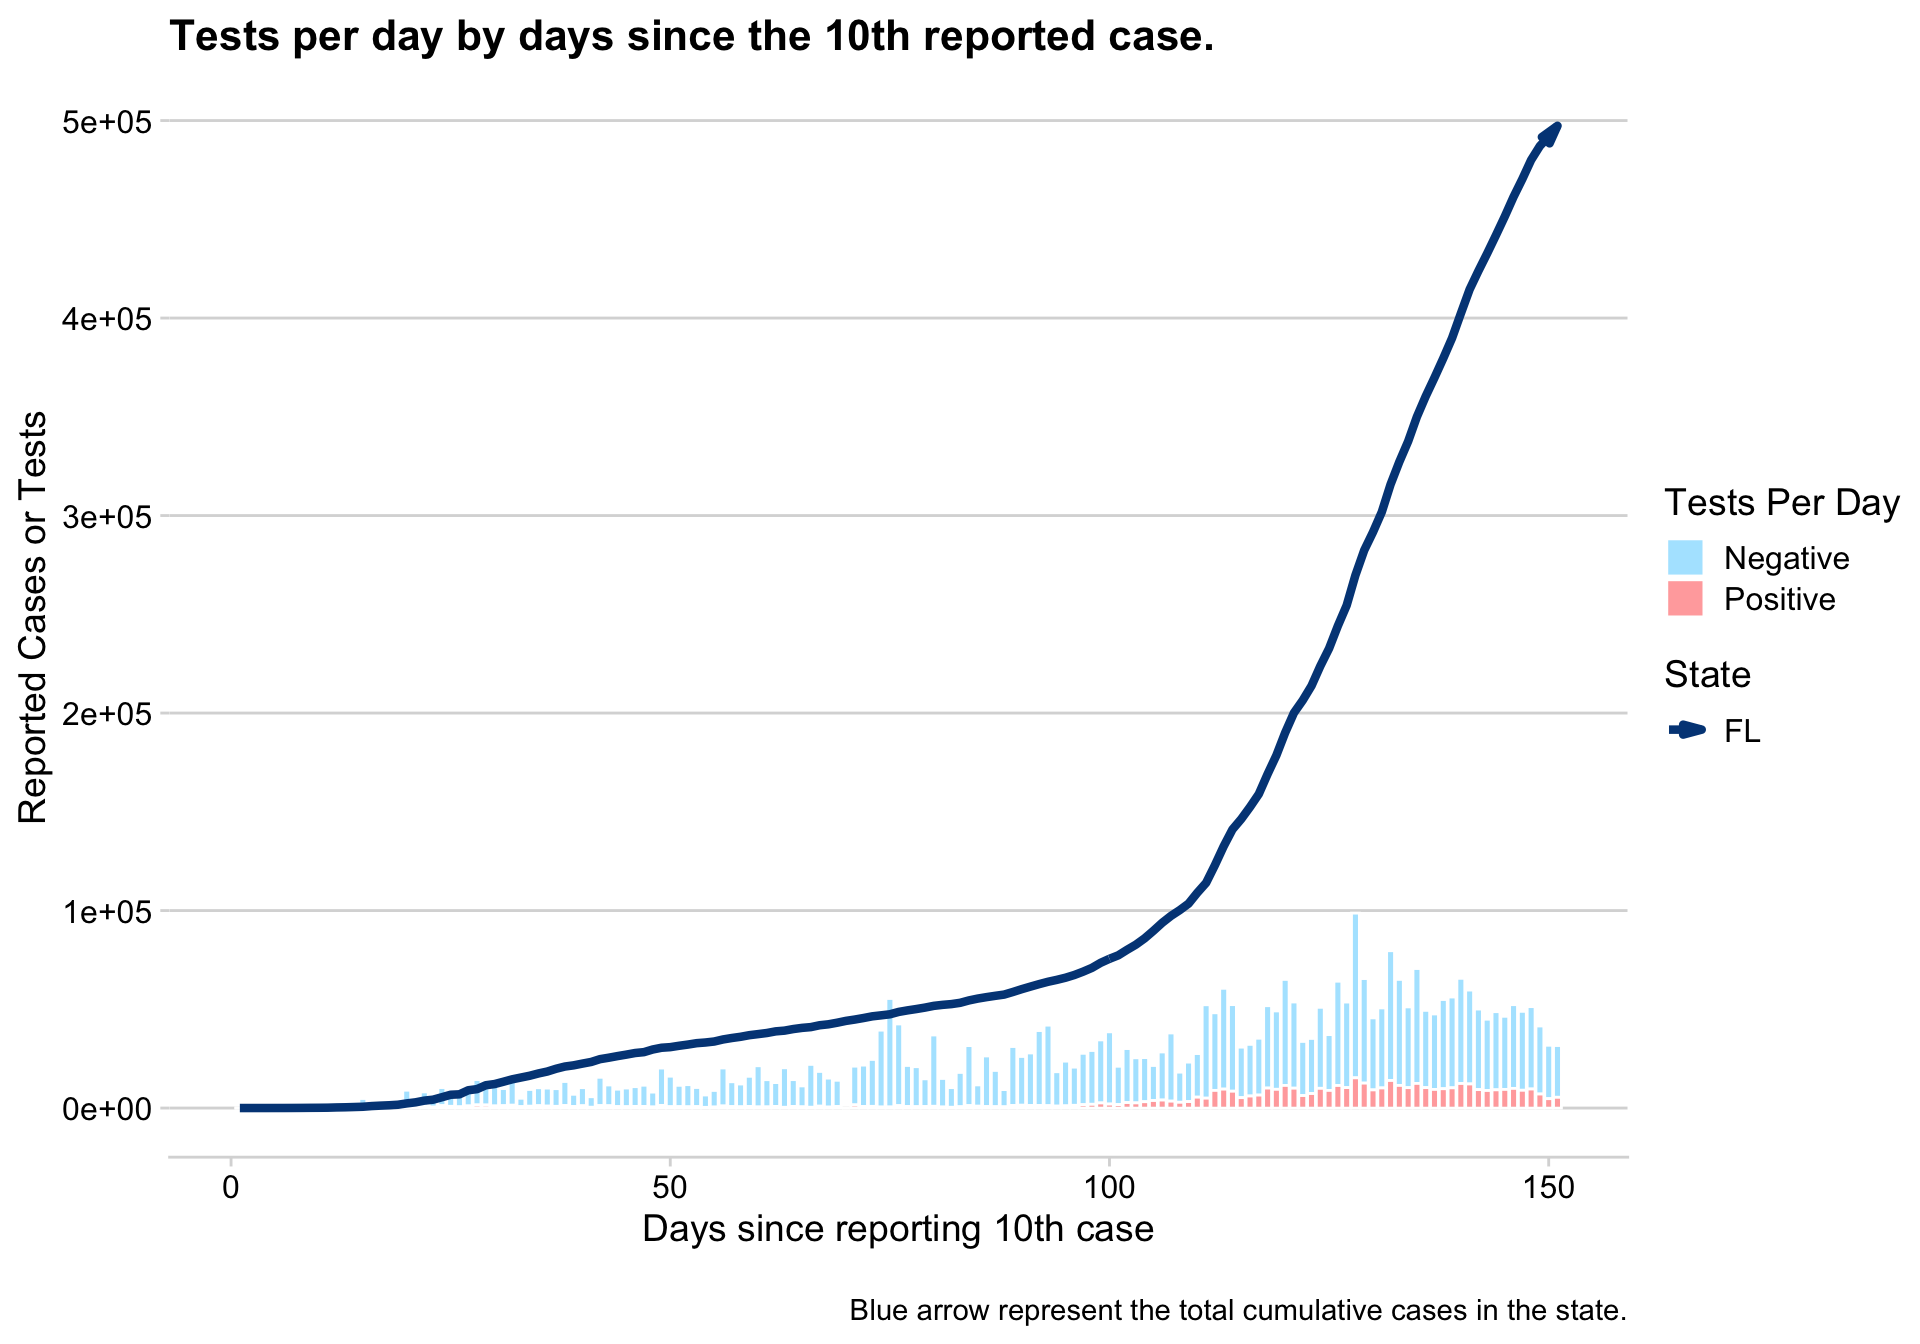 Tests per day by days since the 10th reported case.
5e+05
4e+05
3e+05
2e+05
1e+05
0e+00
Reported Cases or Tests
0 50 100 150
Days since reporting 10th case
Tests Per Day
Negative
Positive
State
FL
Blue arrow represent the total cumulative cases in the state.